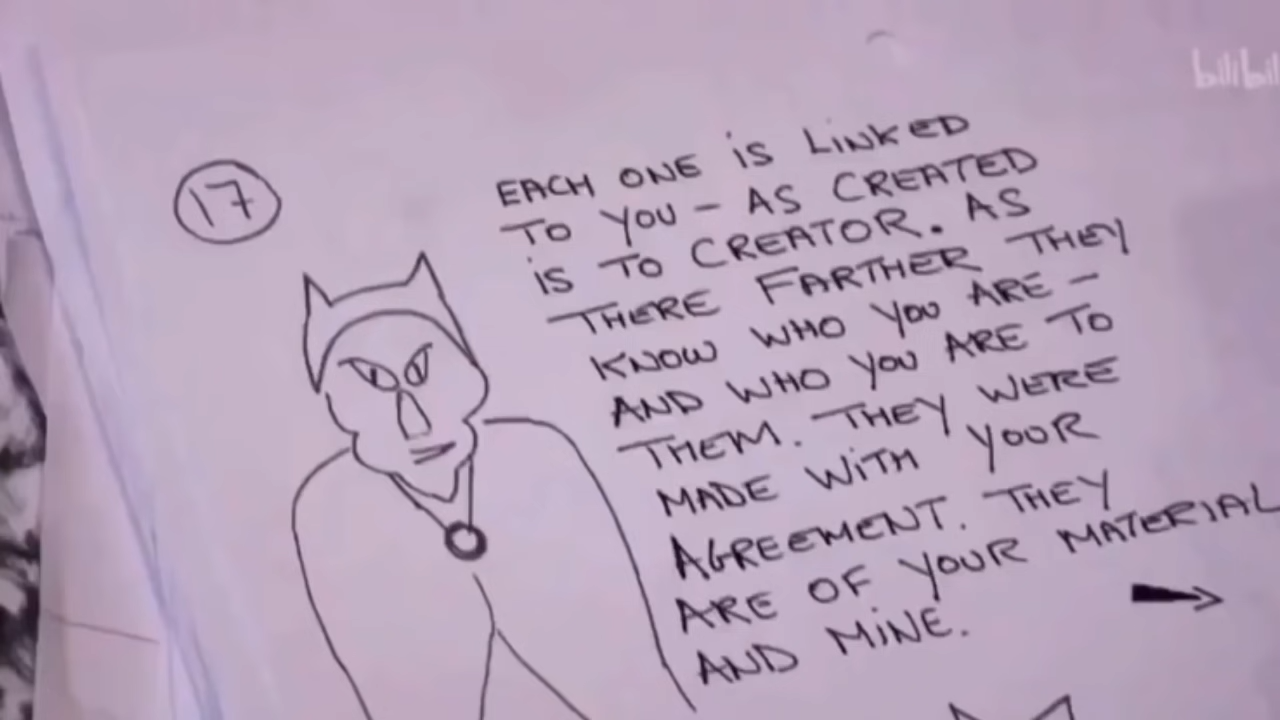 bilibil
17
EACH ONE IS LINKED
TO YOU - AS CREATED
IS TO CREATOR. AS
THERE FARTHER THEY
KNOW WHO YOU ARE -
AND WHO YOU ARE TO
THEM. THEY WERE
MADE WITH YOUR
AGREEMENT. THEY
ARE OF YOUR MATERIAL
AND MINE.